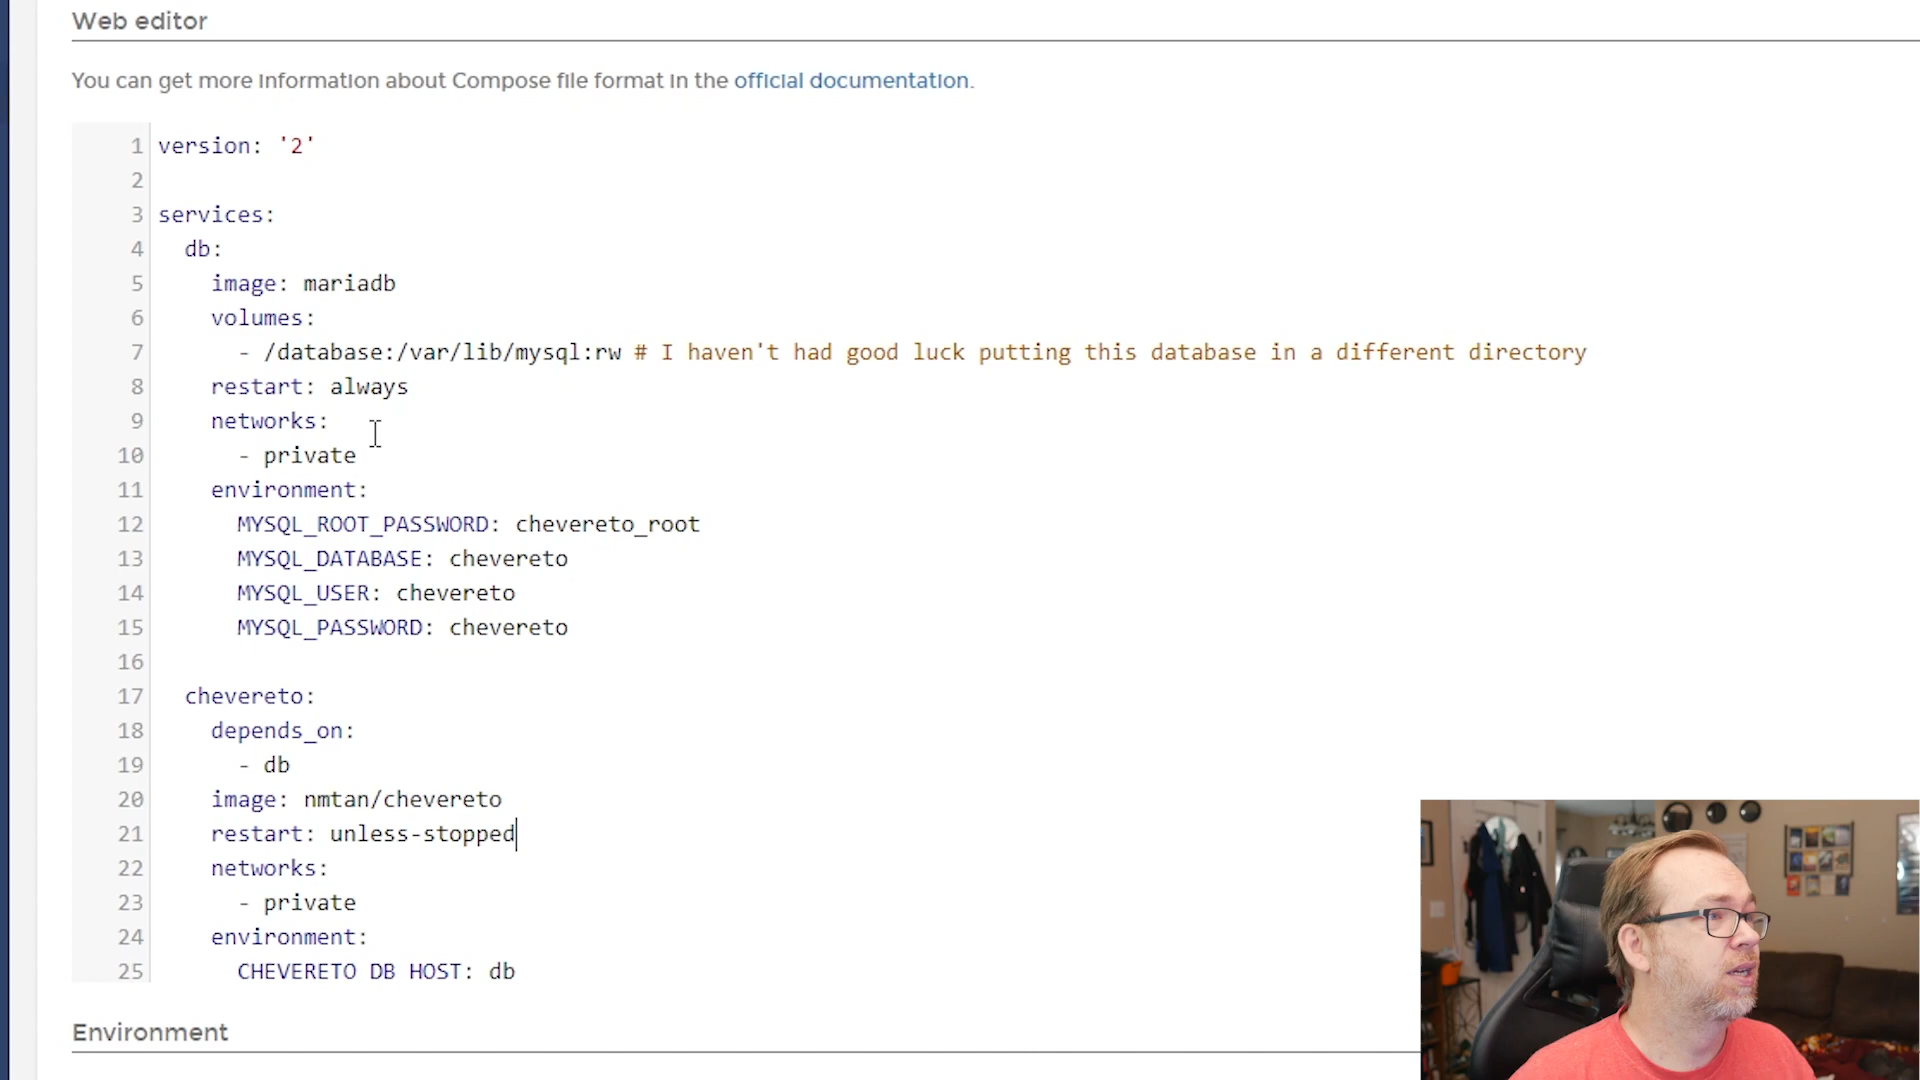 Web editor
You can get more information about Compose file format in the official documentation.
1 version: '2'
2
3 services:
4 db:
5 image: mariadb
6 volumes:
7 - /database:/var/lib/mysql:rw # I haven't had good luck putting this database in a different directory
8 restart: always
9 networks:
10 - private
11 environment:
12 MYSQL_ROOT_PASSWORD: chevereto_root
13 MYSQL_DATABASE: chevereto
14 MYSQL_USER: chevereto
15 MYSQL_PASSWORD: chevereto
16
17 chevereto:
18 depends_on:
19 - db
20 image: nmtan/chevereto
21 restart: unless-stopped
22 networks:
23 - private
24 environment:
25 CHEVERETO DB HOST: db
Environment